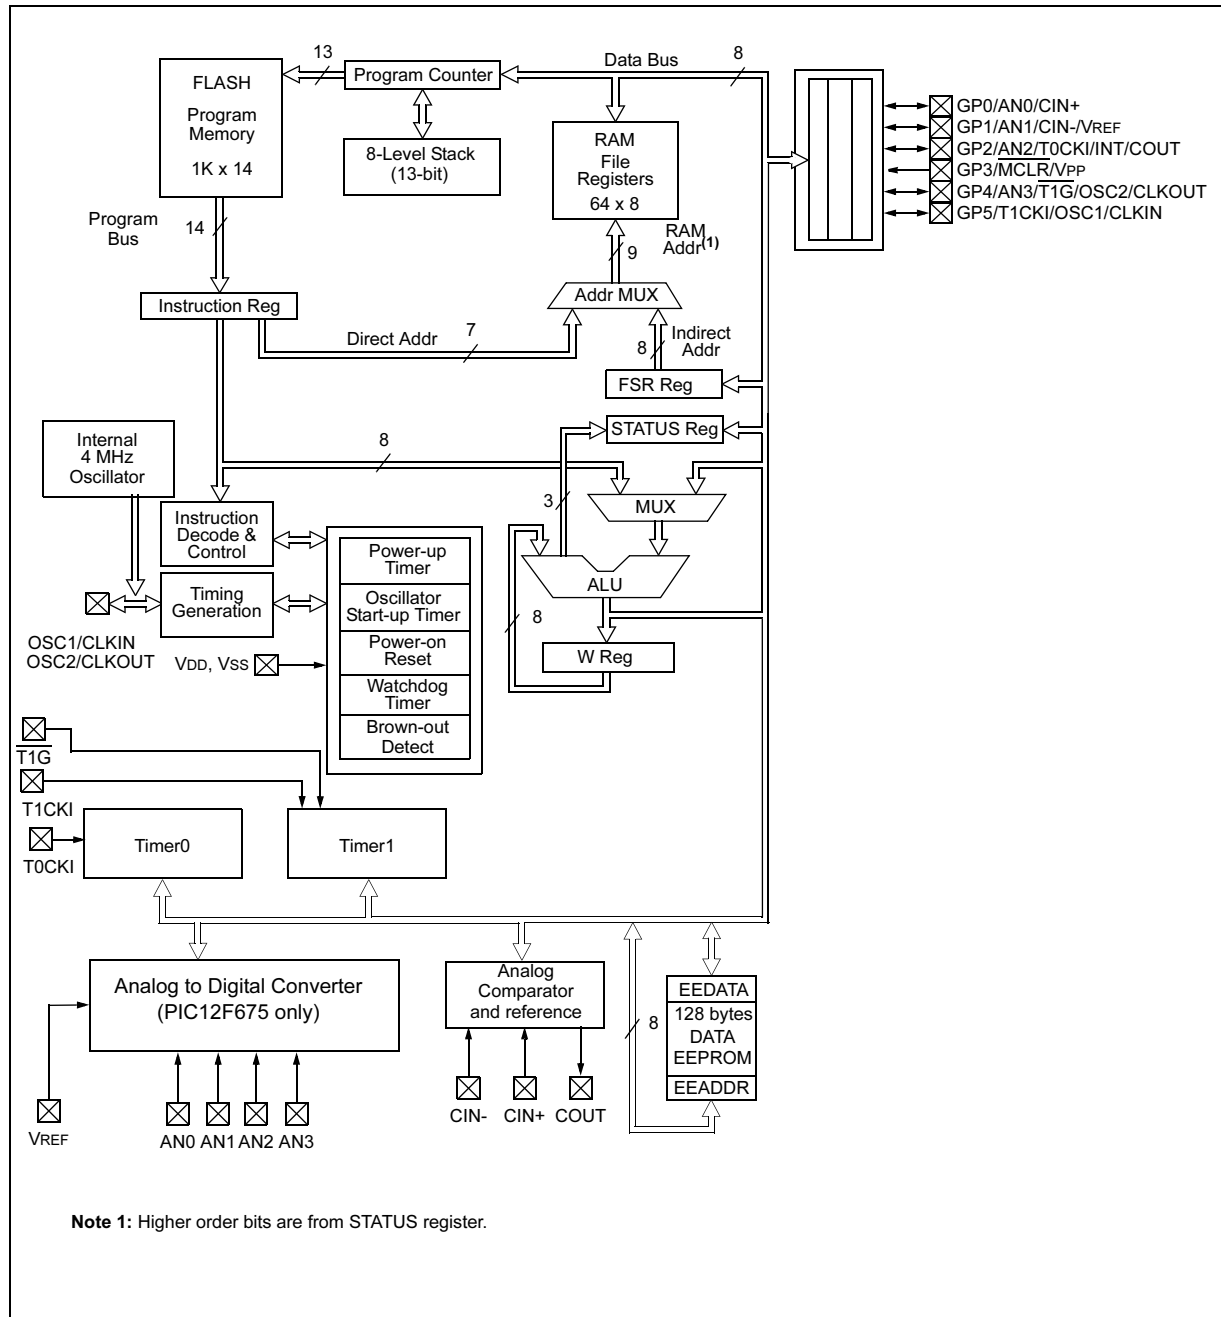 13
Data Bus
8
FLASH
Program
Memory
1K x 14
Program Counter
8-Level Stack
(13-bit)
RAM
File
Registers
64 x 8
GP0/AN0/CIN+
GP1/AN1/CIN-/VREF
GP2/AN2/T0CKI/INT/COUT
GP3/MCLR/VPP
GP4/AN3/T1G/OSC2/CLKOUT
GP5/T1CKI/OSC1/CLKIN
Program
Bus
14
RAM
Addr(1)
9
Instruction Reg
Addr MUX
Direct Addr
7
8
Indirect
Addr
FSR Reg
STATUS Reg
Internal
4 MHz
Oscillator
8
3
MUX
Instruction
Decode &
Control
Power-up
Timer
Oscillator
Start-up Timer
Power-on
Reset
Watchdog
Timer
Brown-out
Detect
ALU
8
W Reg
Timing
Generation
OSC1/CLKIN
OSC2/CLKOUT
VDD, VSS
T1G
T1CKI
T0CKI
Timer0
Timer1
Analog to Digital Converter
(PIC12F675 only)
Analog
Comparator
and reference
8
EEDATA
128 bytes
DATA
EEPROM
EEADDR
VREF
AN0 AN1 AN2 AN3
CIN- CIN+ COUT
Note 1: Higher order bits are from STATUS register.